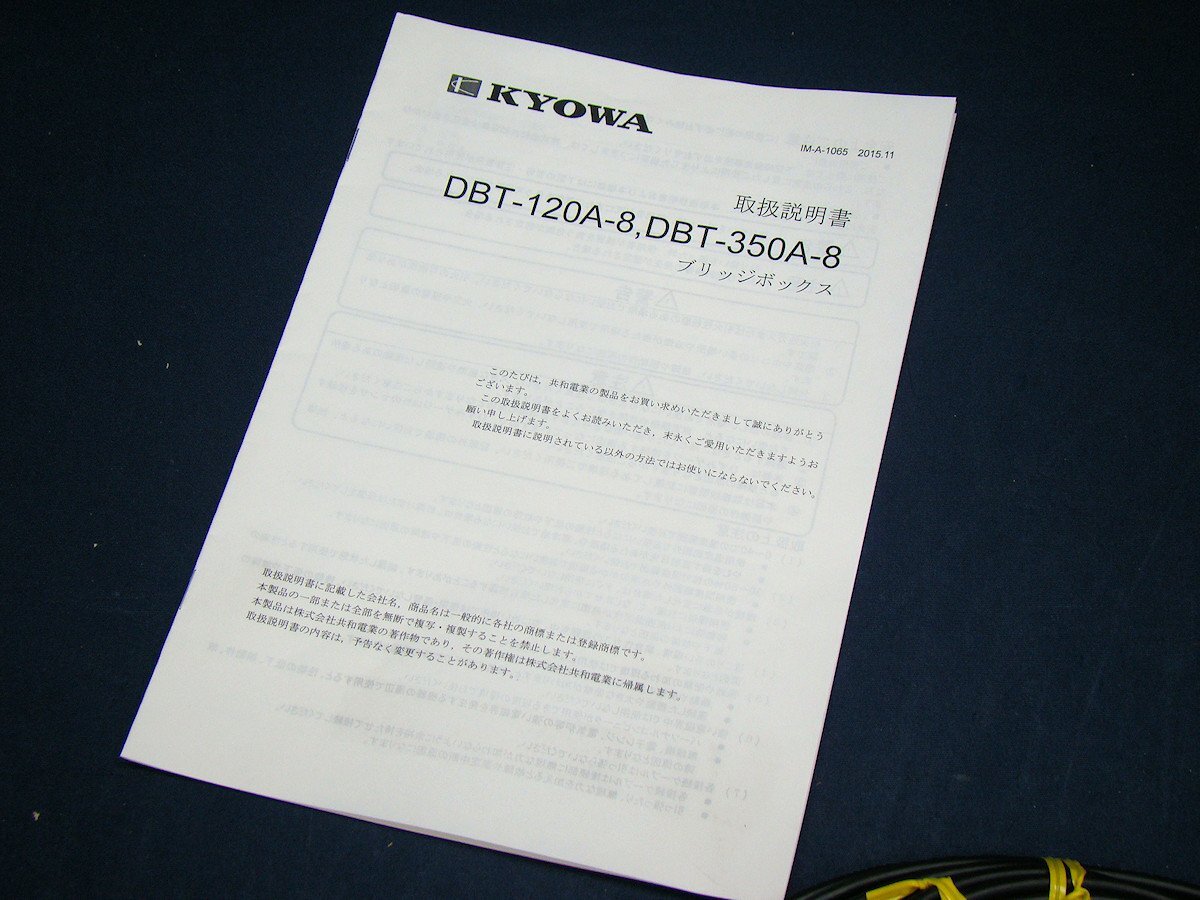 KYOWA
IM-A-1065 2015.11
取扱説明書
DBT-120A-8,DBT-350A-8
ブリッジボックス
このたびは，共和電業の製品をお買い求めいただきまして誠にありがとう
ございます。
この取扱説明書をよくお読みいただき，末永くご愛用いただきますようお
願い申し上げます。
取扱説明書に説明されている以外の方法ではお使いにならないでください。
取扱説明書に記載した会社名，商品名は一般的に各社の商標または登録商標です。
本製品の一部または全部を無断で複写・複製することを禁止します。
本製品は株式会社共和電業の著作物であり，その著作権は株式会社共和電業に帰属します。
取扱説明書の内容は，予告なく変更することがあります。